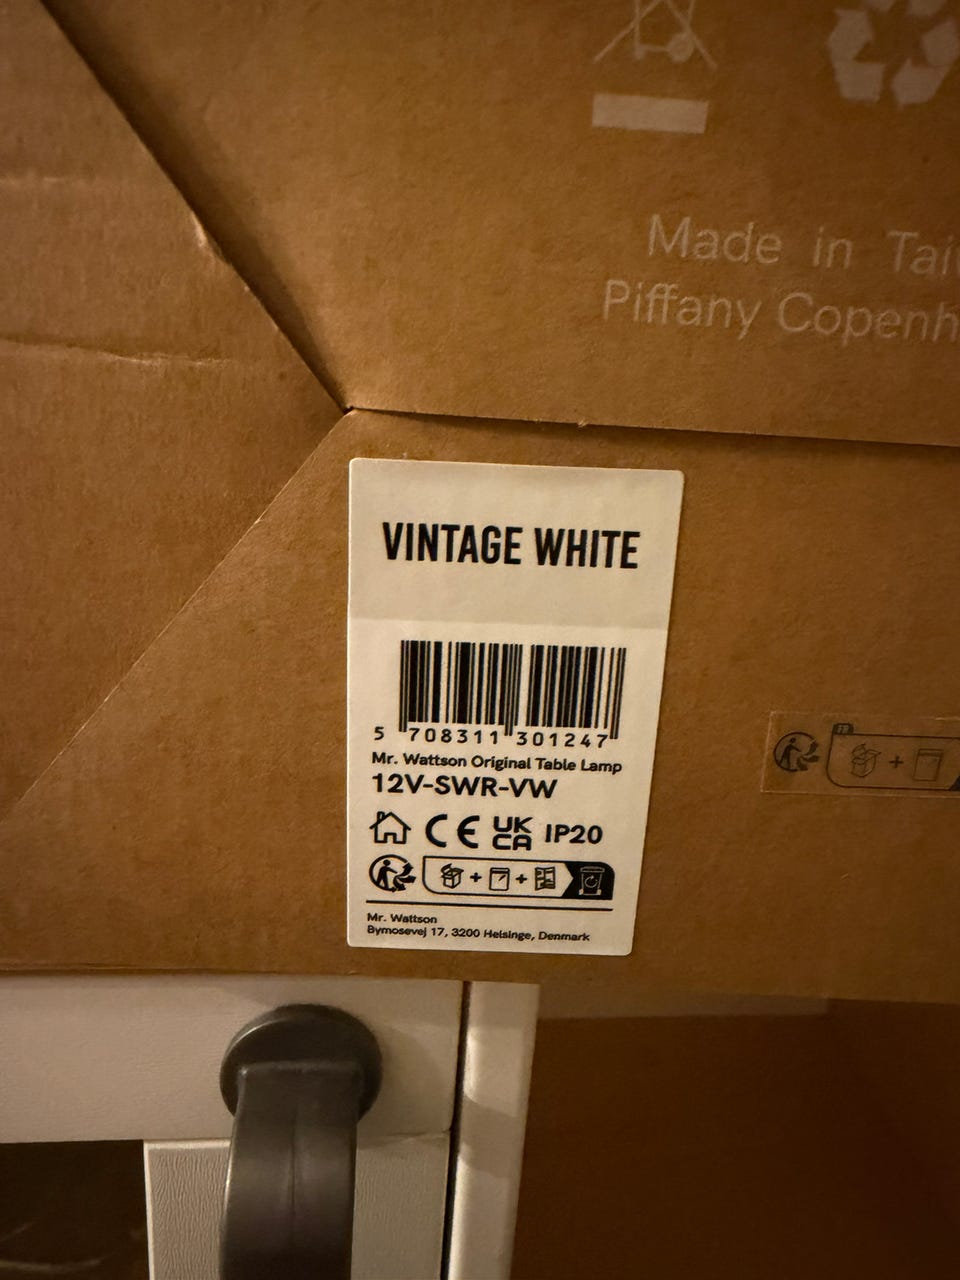 Made in
Piffany
VINTAGE WHITE
5 708311 301247
Mr. Wattson Original Table Lamp
12V-SWR-VW
CE UK CA IP20
Mr. Wattson
Bymosevej 17, 3200 Helsinge, Denmark